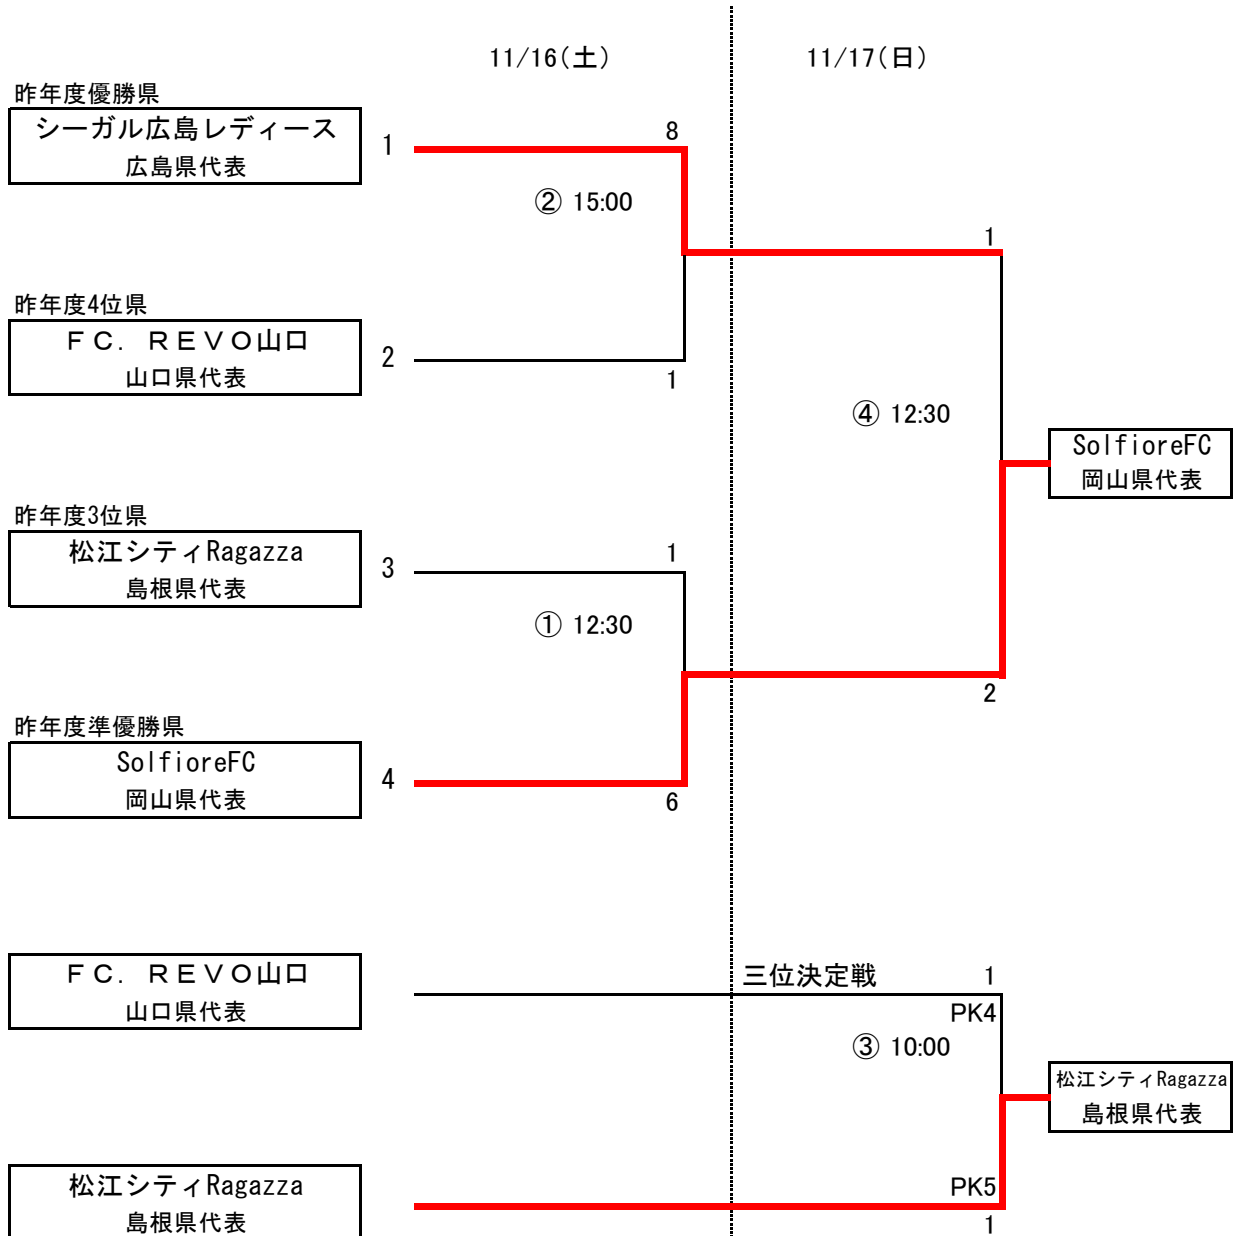 11/16(土)
11/17(日)
昨年度優勝県
シーガル広島レディース
広島県代表
1
8
② 15:00
1
昨年度4位県
ＦＣ．ＲＥＶＯ山口
山口県代表
2
1
④ 12:30
SolfioreFC
岡山県代表
昨年度3位県
松江シティRagazza
島根県代表
3
1
① 12:30
2
昨年度準優勝県
SolfioreFC
岡山県代表
4
6
ＦＣ．ＲＥＶＯ山口
山口県代表
三位決定戦
1
PK4
③ 10:00
松江シティRagazza
島根県代表
松江シティRagazza
島根県代表
PK5
1